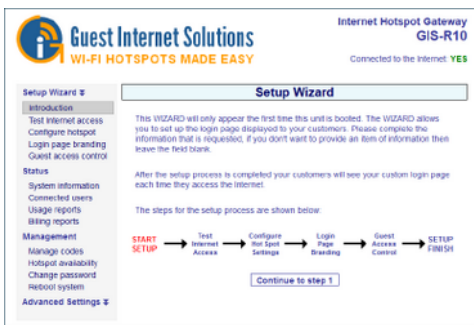 Guest Internet Solutions
WI-FI HOTSPOTS MADE EASY
Internet Hotspot Gateway
GIS-R10
Connected to the Internet YES
Setup Wizard
Introduction
Test Internet access
Configure hotspot
Login page branding
Guest access control
Status
System information
Connected users
Usage reports
Billing reports
Management
Manage codes
Hotspot availability
Change password
Reboot system
Advanced Settings
Setup Wizard
This WIZARD will only appear the first time this unit is booted. The WIZARD allows
you to set up the login page displayed to your customers. Please complete the
information that is requested, if you don't want to provide an item of information then
leave the field blank.
After the setup process is completed your customers will see your custom login page
each time they access the Internet.
The steps for the setup process are shown below.
START SETUP
Test Internet Access
Configure Hot Spot Settings
Login Page Branding
Guest Access Control
SETUP FINISH
Continue to step 1